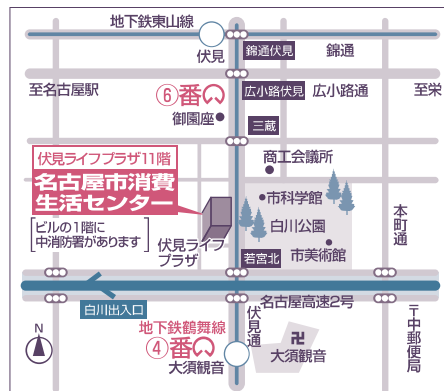 地下鉄東山線
伏見
錦通伏見
錦通
至名古屋駅
⑥番
広小路伏見
広小路通
至栄
御園座
三蔵
伏見ライフプラザ11階
名古屋市消費
生活センター
ビルの1階に
中消防署があります
商工会議所
市科学館
白川公園
市美術館
伏見ライフ
プラザ
若宮北
本町通
白川出入口
名古屋高速2号
地下鉄鶴舞線
④番
大須観音
伏見通
卍
大須観音
〒中郵便局
N